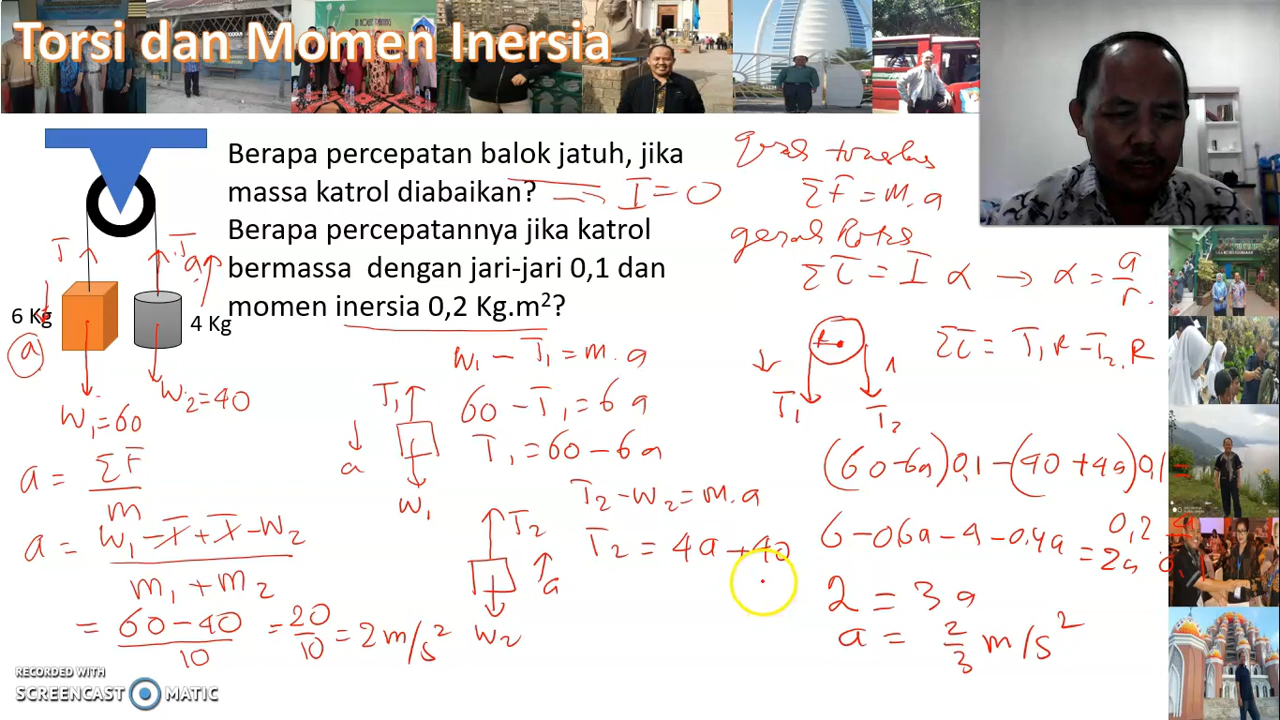 Torsi dan Momen Inersia
Berapa percepatan balok jatuh, jika
massa katrol diabaikan?
I = 0
Berapa percepatannya jika katrol
bermassa dengan jari-jari 0,1 dan
momen inersia 0,2 Kg.m²?
T
T
a
6 Kg
4 Kg
a
W₁=60
W₂=40
a = ΣF
m
a = W₁ - T + T - W₂
m₁ + m₂
= 60 - 40 = 20 = 2 m/s²
10 10
W₁ - T₁ = m.a
60 - T₁ = 6a
T₁ = 60 - 6a
T₁
a
W₁
T₂ - W₂ = m.a
T₂ = 4a + 40
T₂
a
W₂
ΣF = m.a
gerak Rotasi
Στ = I α → α = a
r.
R
T₁
T₂
Στ = T₁R - T₂.R
(60-6a)0,1 - (40+4a)0,1 =
0,2 a
6 - 0,6a - 4 - 0,4a = 2a
2 = 3a
a = 2 m/s²
3
RECORDED WITH
SCREENCAST MATIC